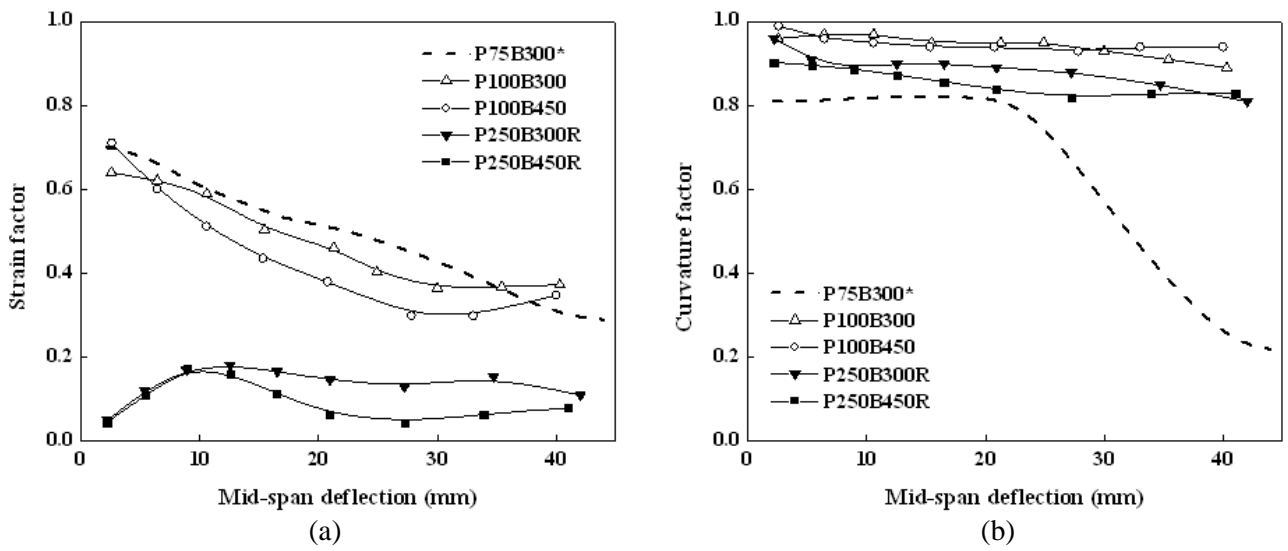 1.0
0.8
0.6
0.4
0.2
0.0
Strain factor
P75B300*
P100B300
P100B450
P250B300R
P250B450R
0
10
20
30
40
Mid-span deflection (mm)
(a)
1.0
0.8
0.6
0.4
0.2
0.0
Curvature factor
P75B300*
P100B300
P100B450
P250B300R
P250B450R
0
10
20
30
40
Mid-span deflection (mm)
(b)